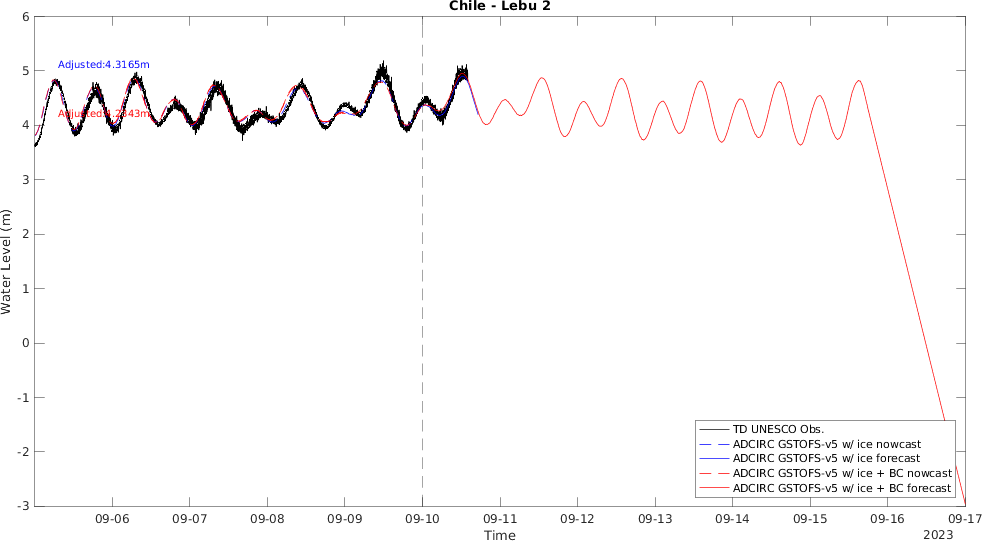 Chile - Lebu 2
6
5
4
3
2
1
0
-1
-2
-3
Water Level (m)
Adjusted:4.3165m
TD UNESCO Obs.
ADCIRC GSTOFS-v5 w/ ice nowcast
ADCIRC GSTOFS-v5 w/ ice forecast
ADCIRC GSTOFS-v5 w/ ice + BC nowcast
ADCIRC GSTOFS-v5 w/ ice + BC forecast
09-06 09-07 09-08 09-09 09-10 09-11 09-12 09-13 09-14 09-15 09-16 09-17
Time
2023